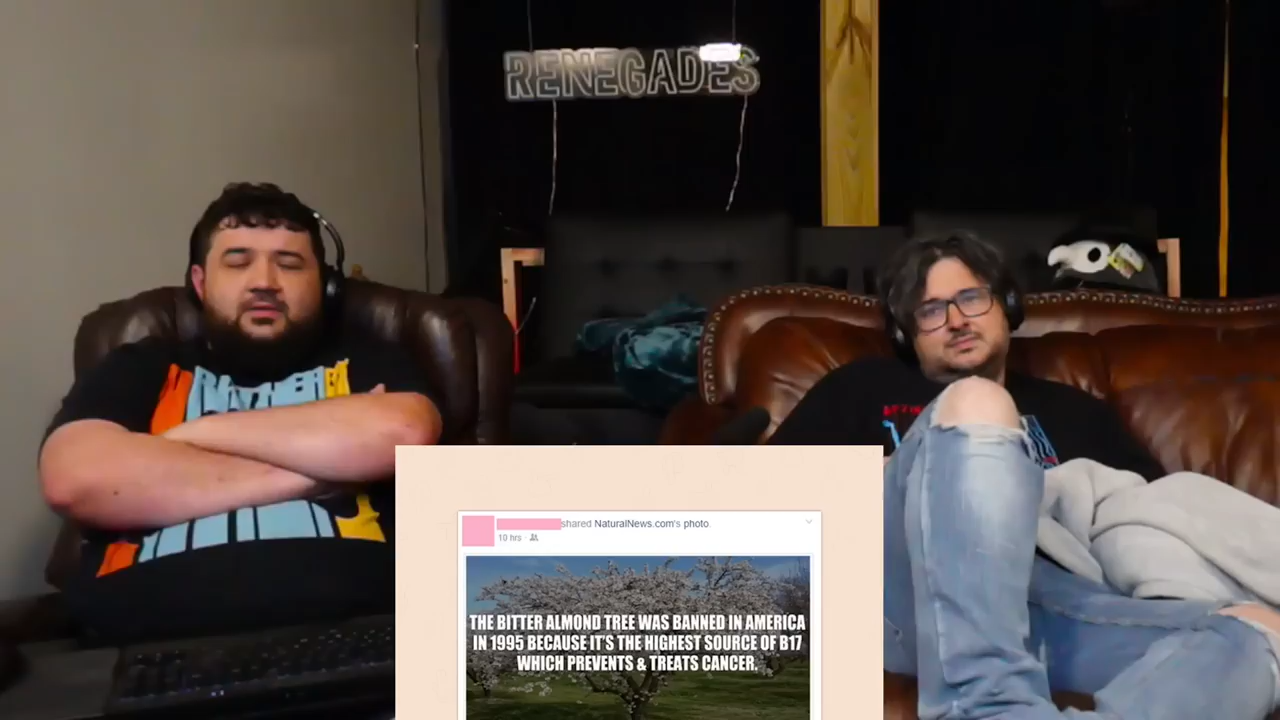 RENEGADES
shared NaturalNews.com's photo
10 hrs
THE BITTER ALMOND TREE WAS BANNED IN AMERICA
IN 1995 BECAUSE IT'S THE HIGHEST SOURCE OF B17
WHICH PREVENTS & TREATS CANCER.